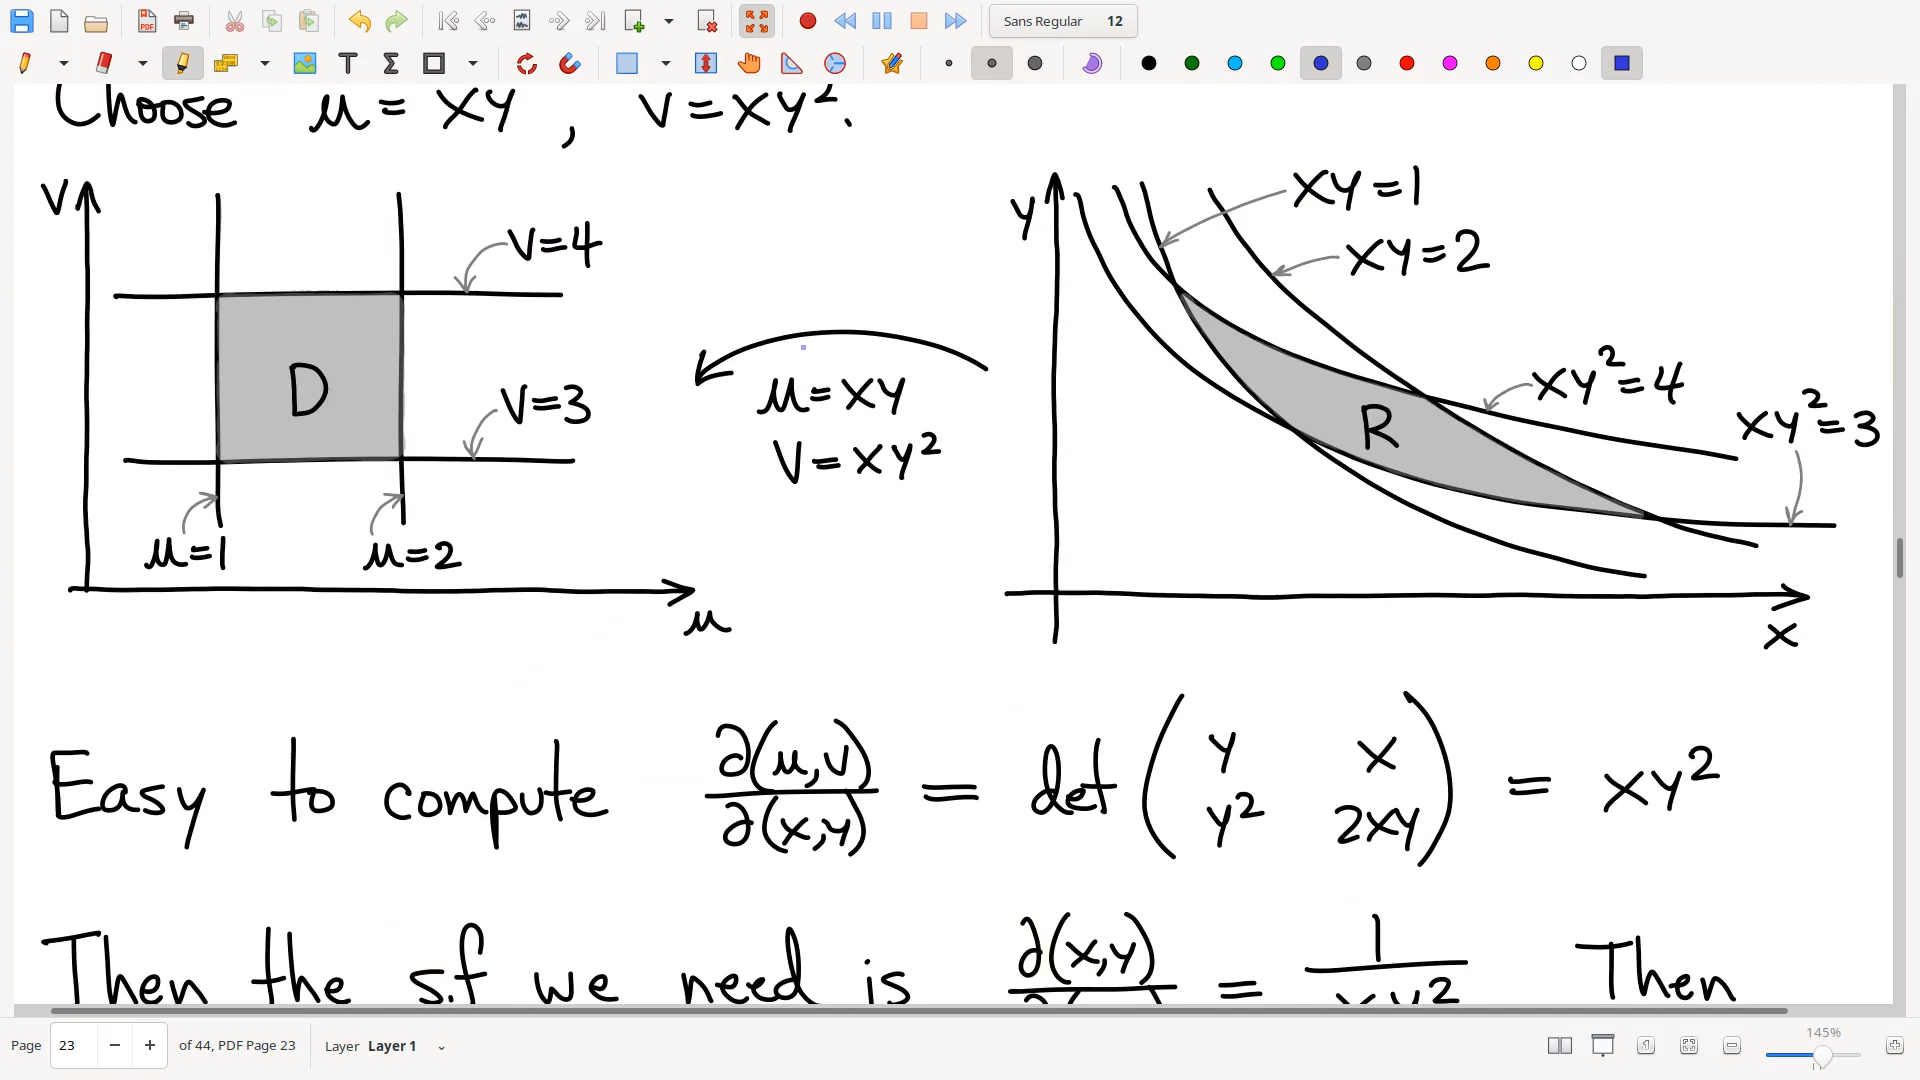 Sans Regular 12
Choose u = xy , v = xy².
v
v=4
D
v=3
u=1
u=2
u
u = xy
v = xy²
y
xy=1
xy=2
xy²=4
xy²=3
R
x
Easy to compute ∂(u,v)/∂(x,y) = det ( y x
y² 2xy ) = xy²
Then the s.f we need is ∂(x,y)/∂( = 1/xy² Then
Page 23 − + of 44, PDF Page 23 Layer Layer 1 145%